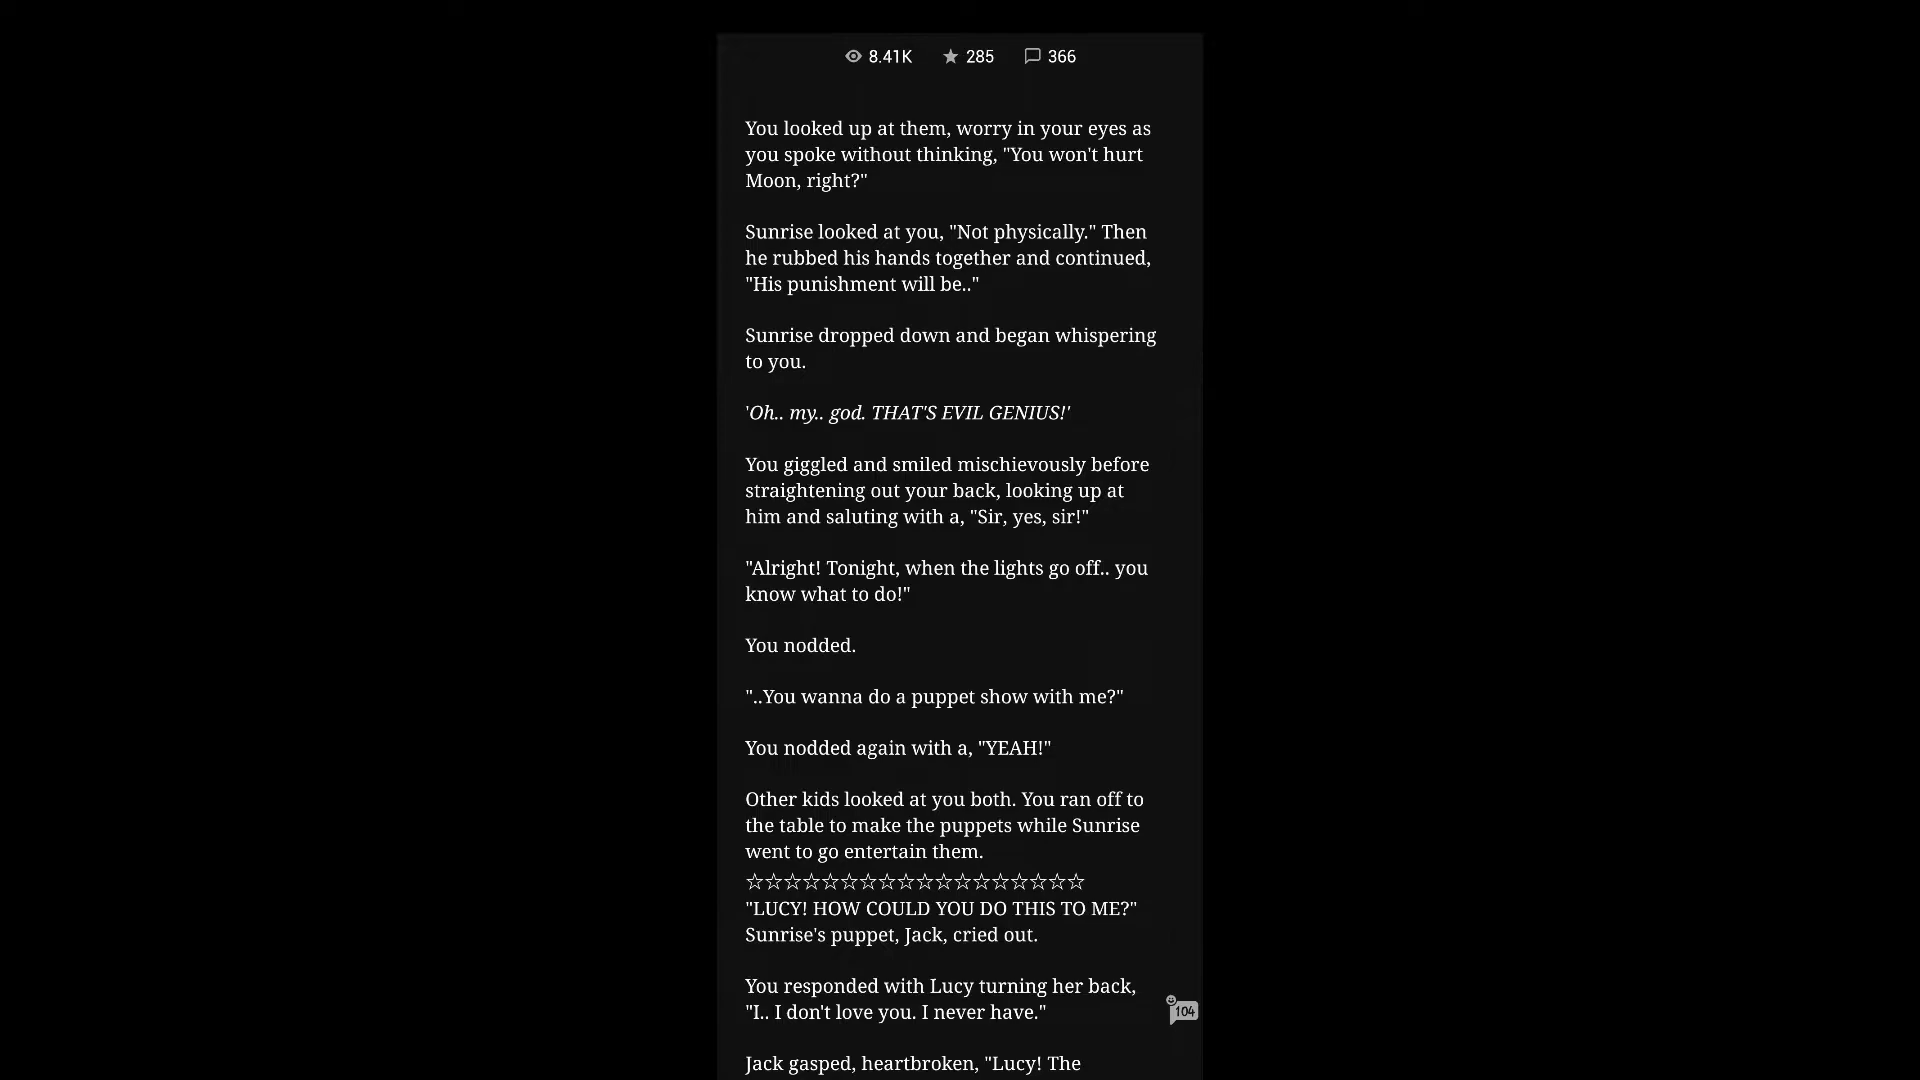 8.41K 285 366
You looked up at them, worry in your eyes as
you spoke without thinking, "You won't hurt
Moon, right?"
Sunrise looked at you, "Not physically." Then
he rubbed his hands together and continued,
"His punishment will be.."
Sunrise dropped down and began whispering
to you.
'Oh.. my.. god. THAT'S EVIL GENIUS!'
You giggled and smiled mischievously before
straightening out your back, looking up at
him and saluting with a, "Sir, yes, sir!"
"Alright! Tonight, when the lights go off.. you
know what to do!"
You nodded.
"..You wanna do a puppet show with me?"
You nodded again with a, "YEAH!"
Other kids looked at you both. You ran off to
the table to make the puppets while Sunrise
went to go entertain them.
☆☆☆☆☆☆☆☆☆☆☆☆☆☆☆☆☆☆
"LUCY! HOW COULD YOU DO THIS TO ME?"
Sunrise's puppet, Jack, cried out.
You responded with Lucy turning her back,
"I.. I don't love you. I never have."
104
Jack gasped, heartbroken, "Lucy! The